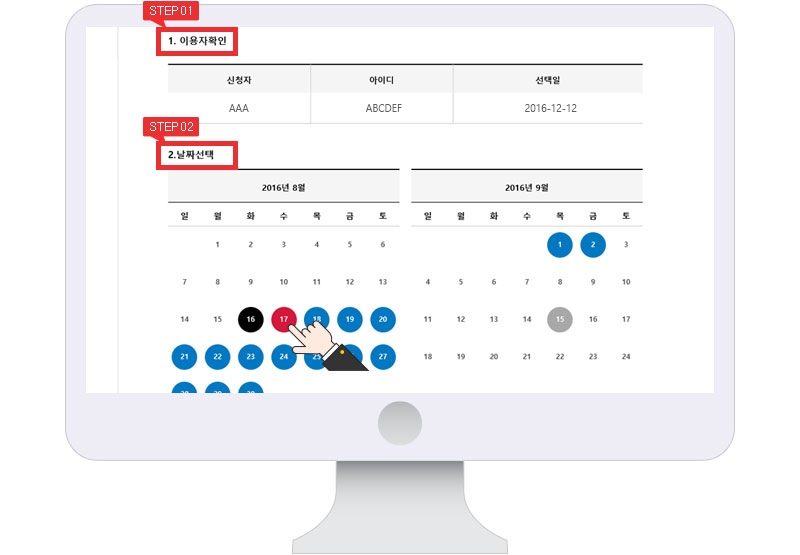 STEP 01
1. 이용자확인
신청자 아이디 선택일
AAA ABCDEF 2016-12-12
STEP 02
2.날짜선택
2016년 8월 2016년 9월
일 월 화 수 목 금 토 일 월 화 수 목 금 토
1 2 3 4 5 6 1 2 3
7 8 9 10 11 12 13 4 5 6 7 8 9 10
14 15 16 17 18 19 20 11 12 13 14 15 16 17
21 22 23 24 25 27 18 19 20 21 22 23 24